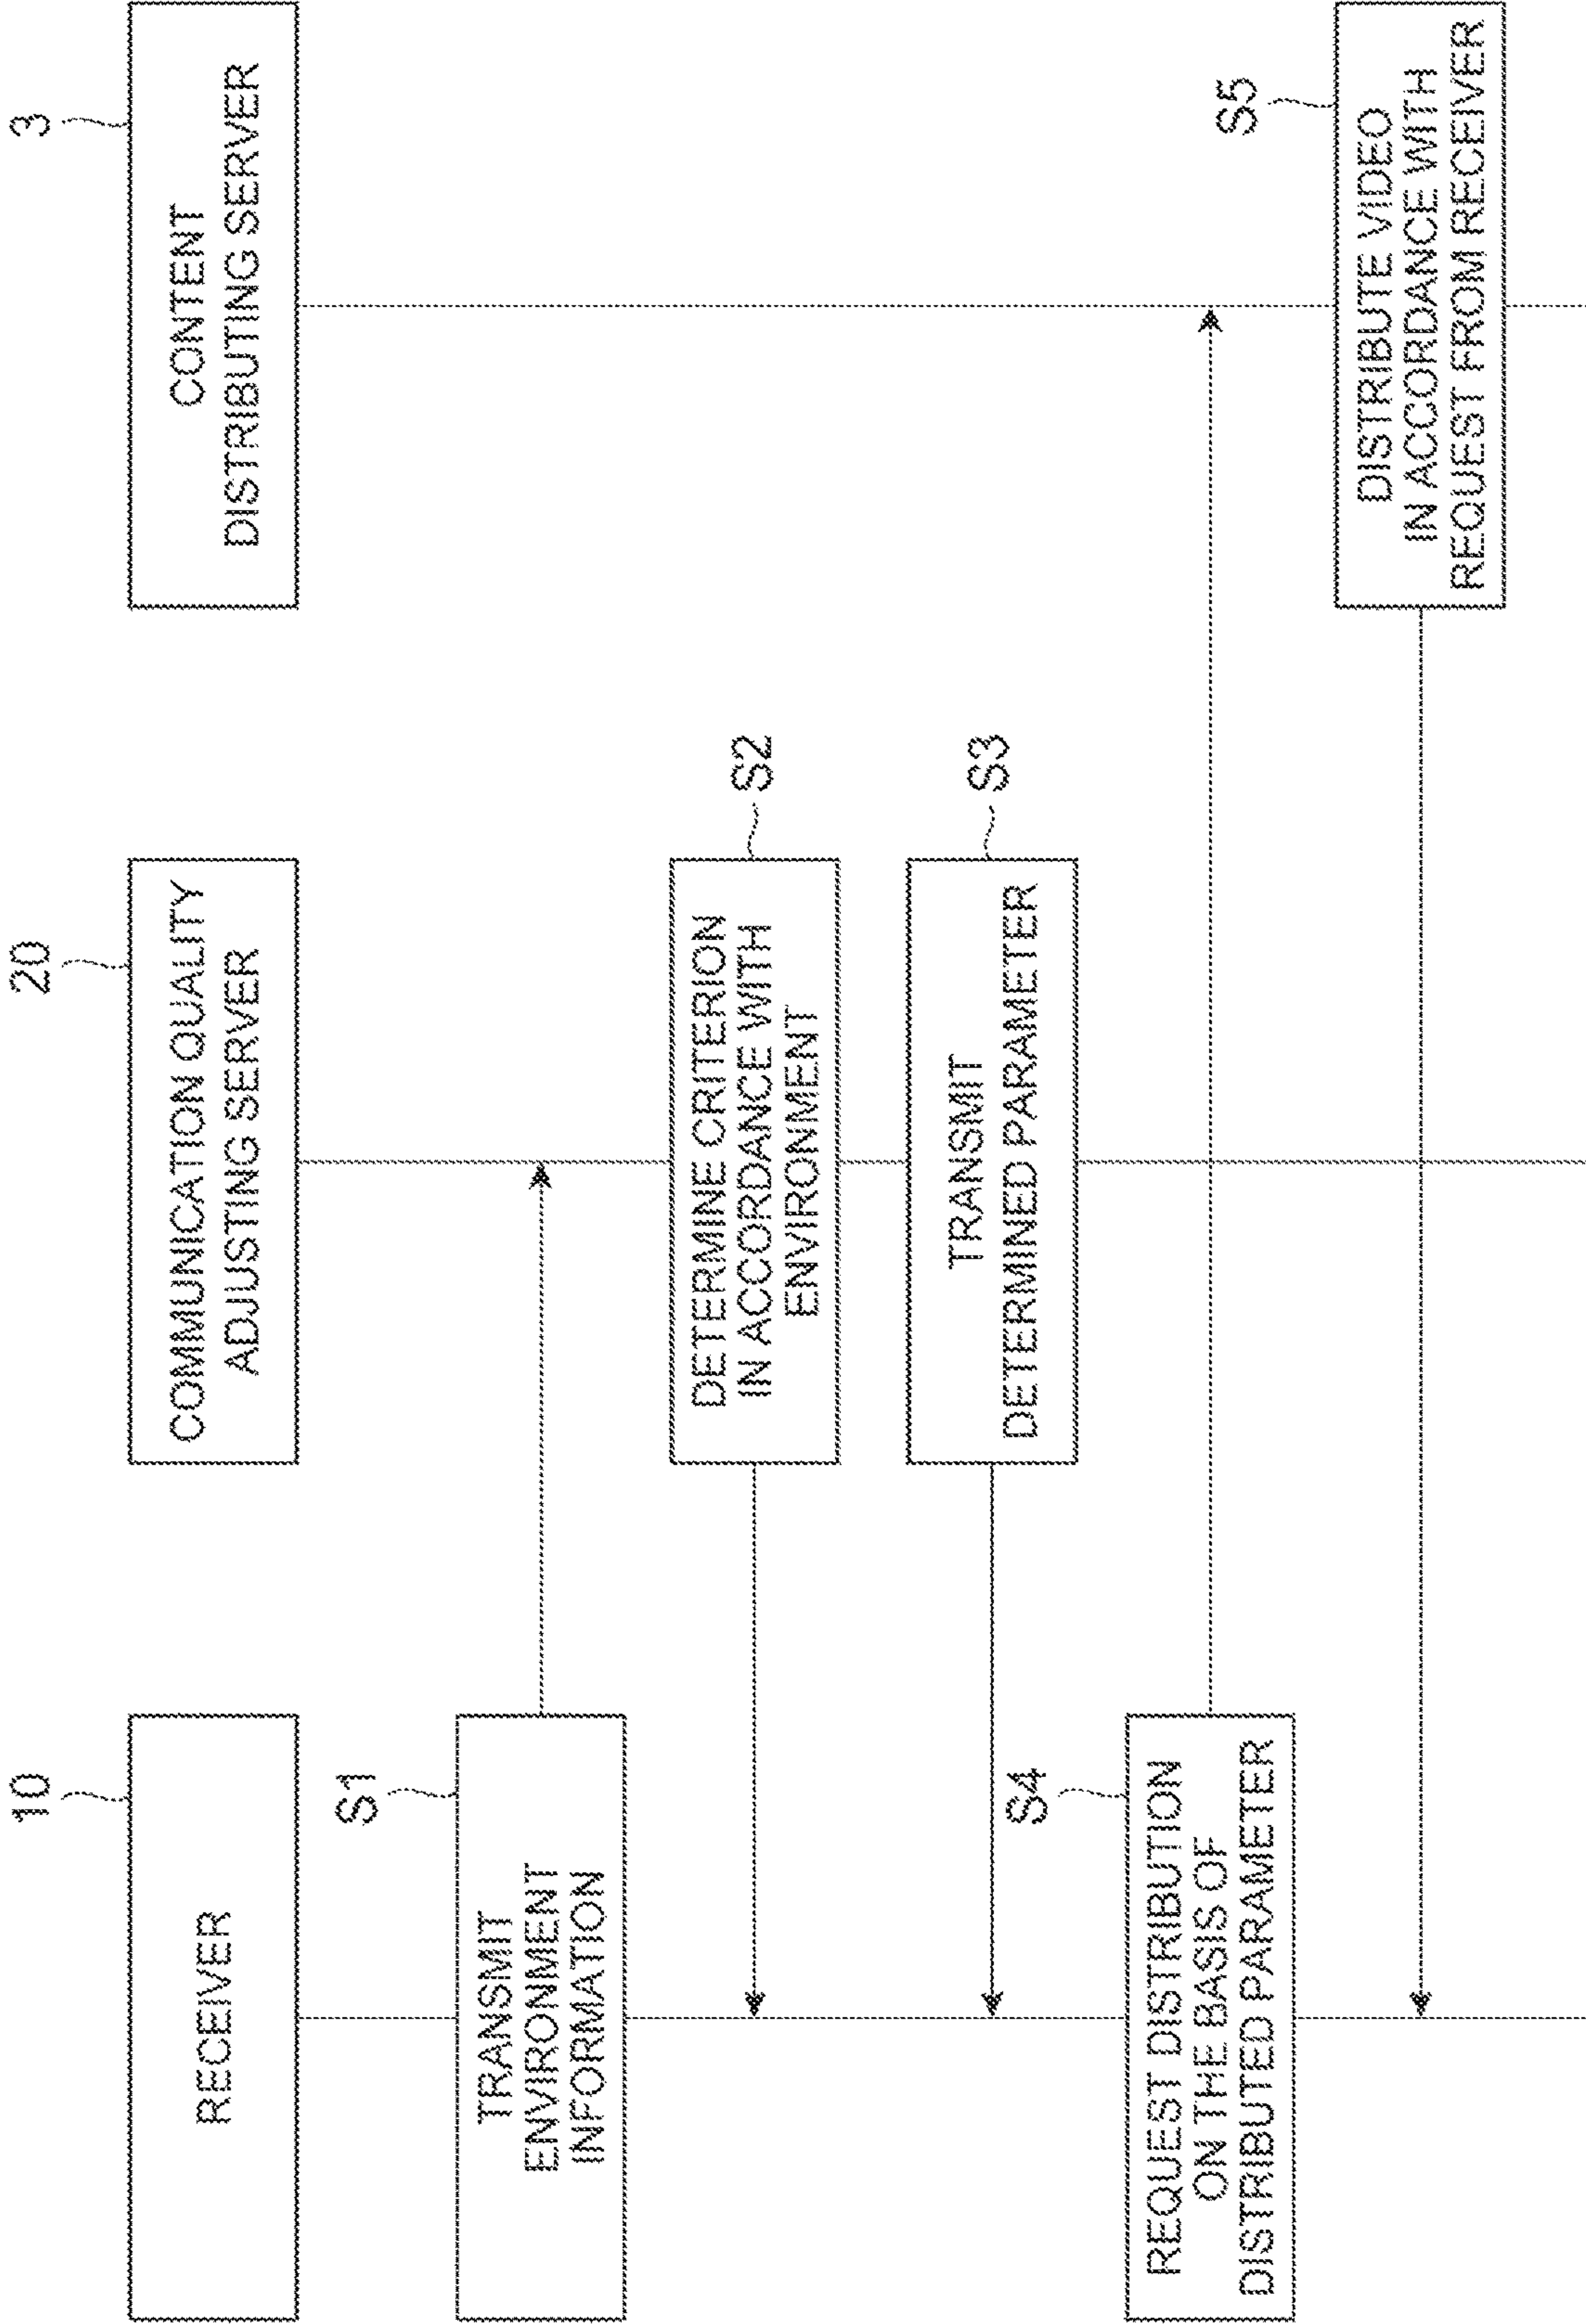 10
RECEIVER
20
COMMUNICATION QUALITY
ADJUSTING SERVER
3
CONTENT
DISTRIBUTING SERVER
S1
TRANSMIT
ENVIRONMENT
INFORMATION
S2
DETERMINE CRITERION
IN ACCORDANCE WITH
ENVIRONMENT
S3
TRANSMIT
DETERMINED PARAMETER
S4
REQUEST DISTRIBUTION
ON THE BASIS OF
DISTRIBUTED PARAMETER
S5
DISTRIBUTE VIDEO
IN ACCORDANCE WITH
REQUEST FROM RECEIVER